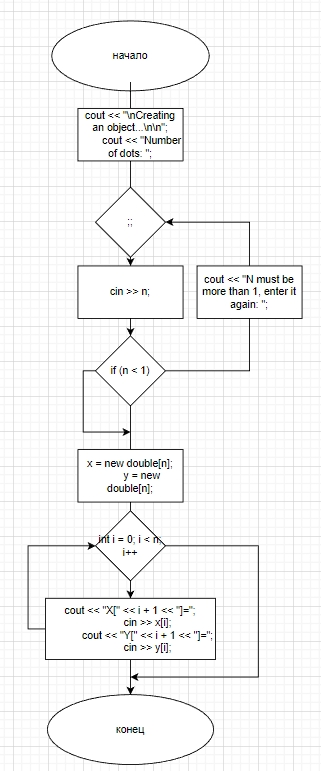 начало
cout << "\nCreating
an object...\n\n";
cout << "Number
of dots: ";
;;
cin >> n;
cout << "N must be
more than 1, enter it
again: ";
if (n < 1)
x = new double[n];
y = new
double[n];
int i = 0; i < n;
i++
cout << "X[" << i + 1 << "]=";
cin >> x[i];
cout << "Y[" << i + 1 << "]=";
cin >> y[i];
конец